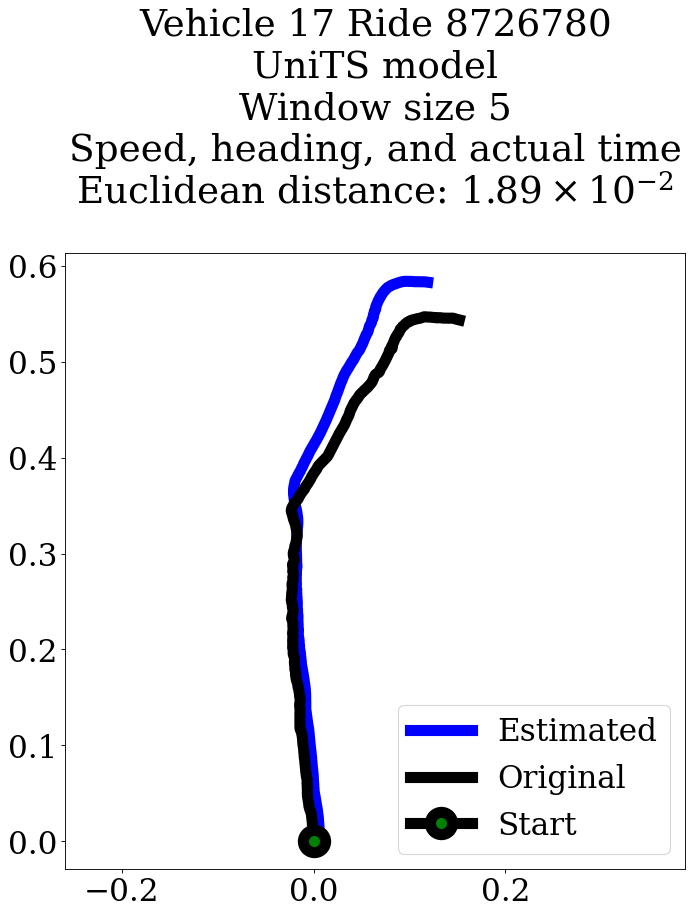 Vehicle 17 Ride 8726780
UniTS model
Window size 5
Speed, heading, and actual time
Euclidean distance: 1.89 × 10⁻²
0.6
0.5
0.4
0.3
0.2
0.1
0.0
−0.2 0.0 0.2
Estimated
Original
Start